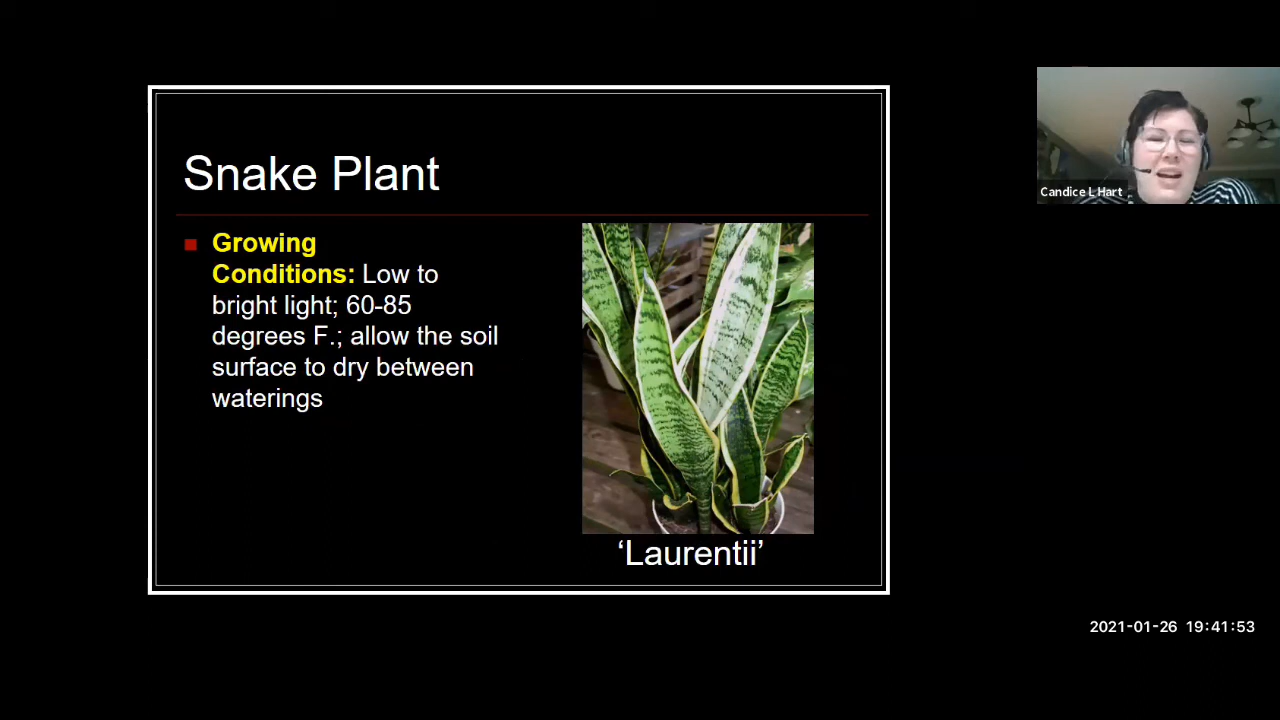 Snake Plant
Growing
Conditions: Low to
bright light; 60-85
degrees F.; allow the soil
surface to dry between
waterings
‘Laurentii’
Candice L Hart
2021-01-26 19:41:53